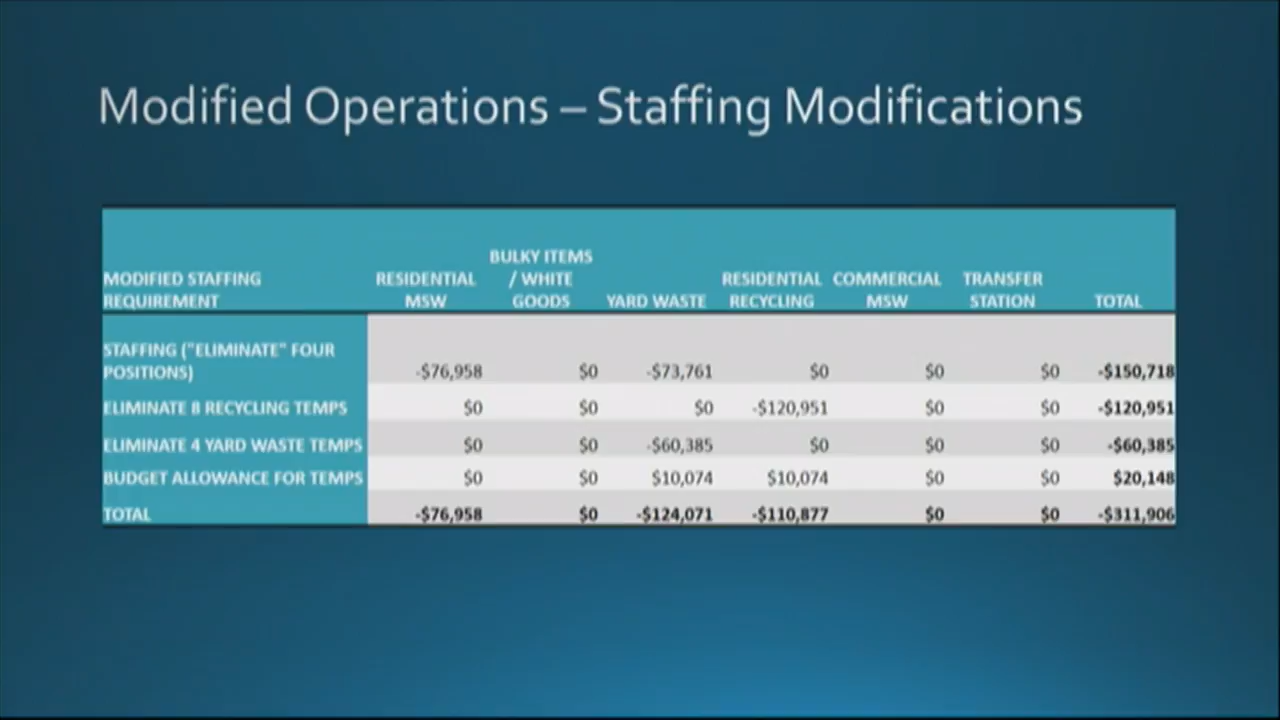 Modified Operations – Staffing Modifications
MODIFIED STAFFING REQUIREMENT RESIDENTIAL MSW BULKY ITEMS / WHITE GOODS YARD WASTE RESIDENTIAL RECYCLING COMMERCIAL MSW TRANSFER STATION TOTAL
STAFFING ("ELIMINATE" FOUR POSITIONS) -$76,958 $0 -$73,761 $0 $0 $0 -$150,718
ELIMINATE 8 RECYCLING TEMPS $0 $0 $0 -$120,951 $0 $0 -$120,951
ELIMINATE 4 YARD WASTE TEMPS $0 $0 -$60,385 $0 $0 $0 -$60,385
BUDGET ALLOWANCE FOR TEMPS $0 $0 $10,074 $10,074 $0 $0 $20,148
TOTAL -$76,958 $0 -$124,071 -$110,877 $0 $0 -$311,906